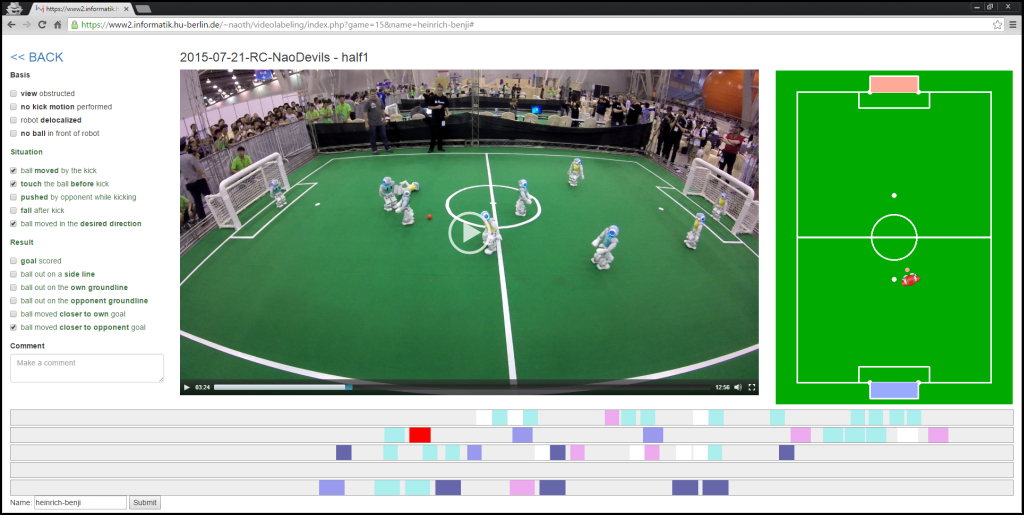 https://www2.informatik.h
https://www2.informatik.hu-berlin.de/~naoth/videolabeling/index.php?game=15&name=heinrich-benji#
<< BACK
2015-07-21-RC-NaoDevils - half1
Basis
view obstructed
no kick motion performed
robot delocalized
no ball in front of robot
Situation
ball moved by the kick
touch the ball before kick
pushed by opponent while kicking
fall after kick
ball moved in the desired direction
Result
goal scored
ball out on a side line
ball out on the own groundline
ball out on the opponent groundline
ball moved closer to own goal
ball moved closer to opponent goal
Comment
Make a comment
03:24
12:56
Name: heinrich-benji Submit